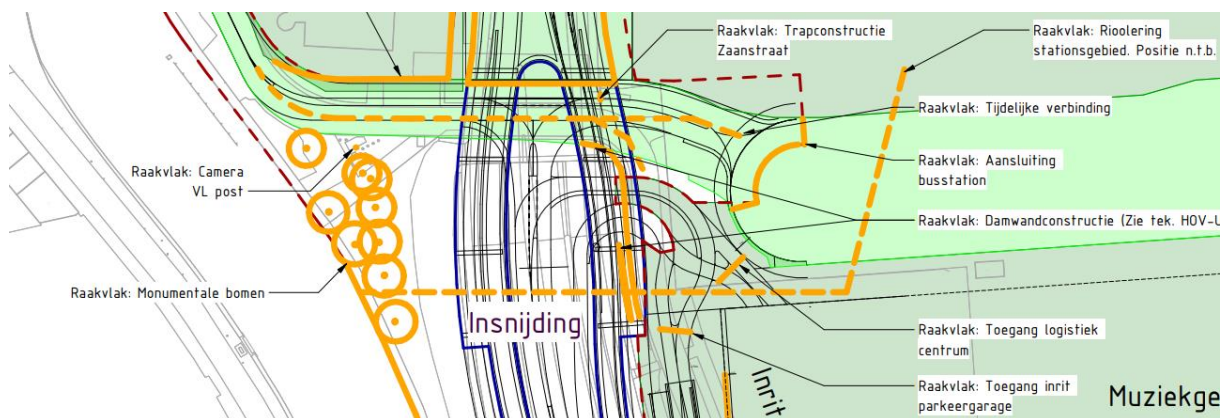 Raakvlak: Trapconstructie
Zaanstraat
Raakvlak: Rioolering
stationsgebied. Positie n.t.b.
Raakvlak: Tijdelijke verbinding
Raakvlak: Camera
VL post
Raakvlak: Aansluiting
busstation
Raakvlak: Damwandconstructie (Zie tek. HOV-U
Raakvlak: Monumentale bomen
Insnijding
Raakvlak: Toegang logistiek
centrum
Raakvlak: Toegang inrit
parkeergarage
Inrit
Muziekge